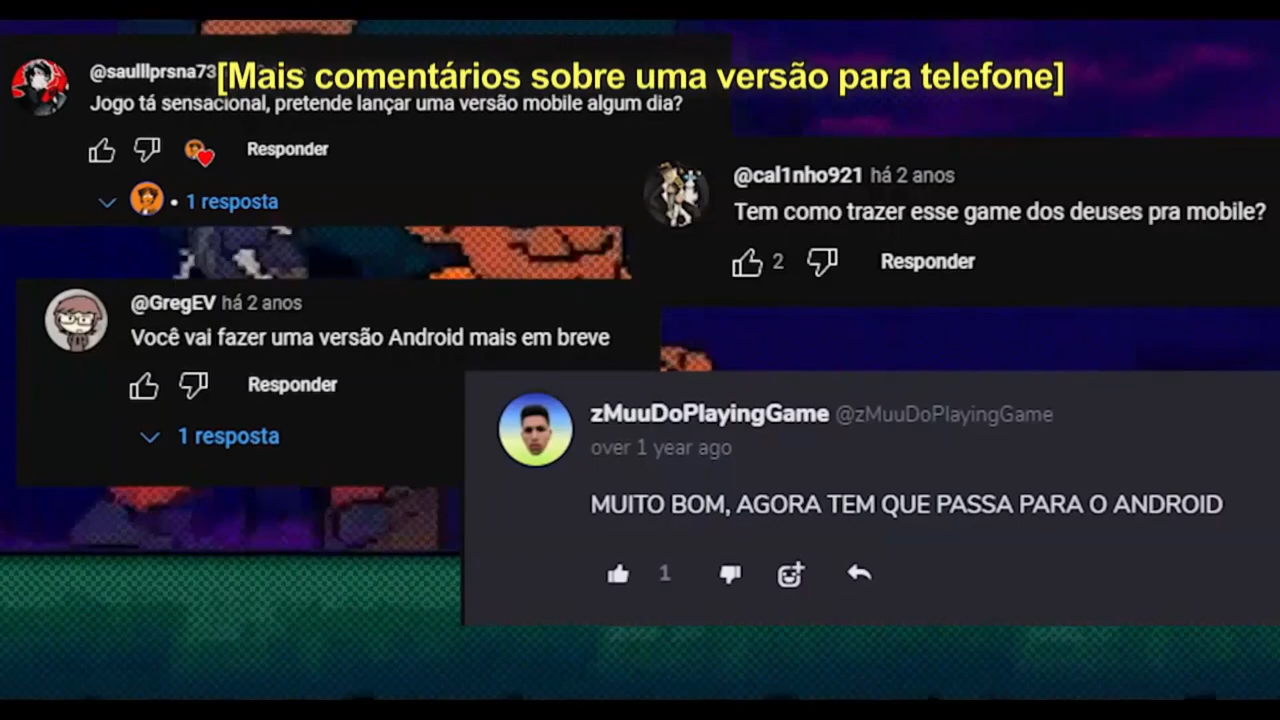 [Mais comentários sobre uma versão para telefone]
@saulllprsna73
Jogo tá sensacional, pretende lançar uma versão mobile algum dia?
Responder
• 1 resposta
@cal1nho921 há 2 anos
Tem como trazer esse game dos deuses pra mobile?
2 Responder
@GregEV há 2 anos
Você vai fazer uma versão Android mais em breve
Responder
1 resposta
zMuuDoPlayingGame @zMuuDoPlayingGame
over 1 year ago
MUITO BOM, AGORA TEM QUE PASSA PARA O ANDROID
1